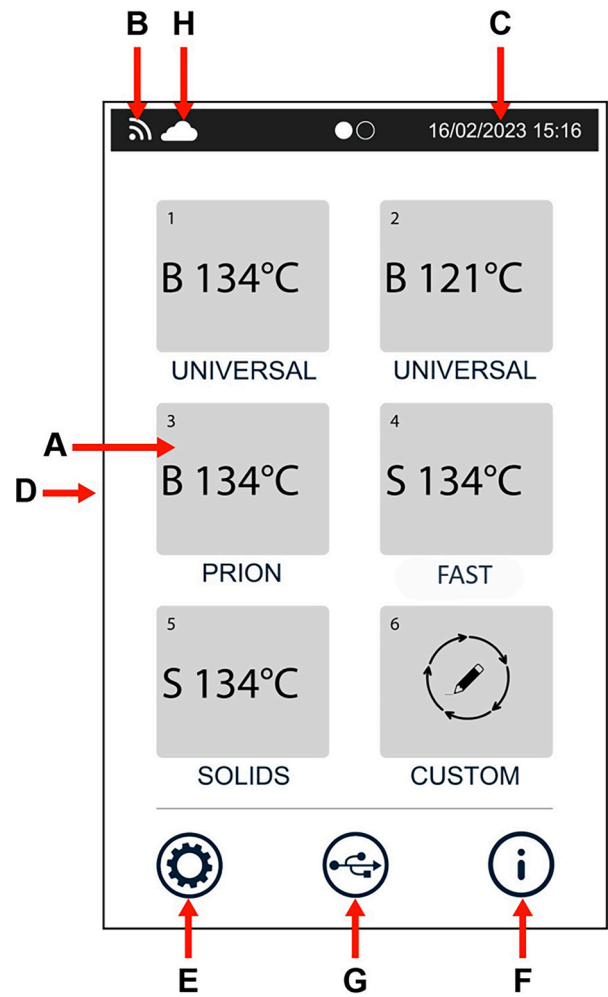 B H C
16/02/2023 15:16
1 2
B 134°C B 121°C
UNIVERSAL UNIVERSAL
3 4
A
B 134°C S 134°C
D
PRION FAST
5 6
S 134°C
SOLIDS CUSTOM
i
E G F